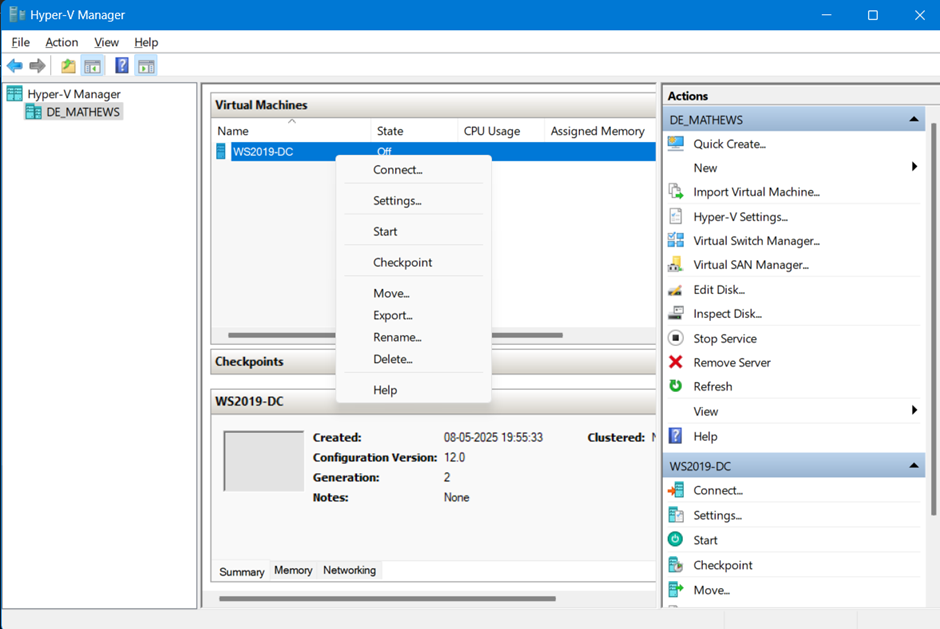 Hyper-V Manager
File Action View Help
Hyper-V Manager
DE_MATHEWS
Virtual Machines
Name State CPU Usage Assigned Memory
WS2019-DC Off
Connect...
Settings...
Start
Checkpoint
Move...
Export...
Rename...
Delete...
Help
Checkpoints
WS2019-DC
Created: 08-05-2025 19:55:33 Clustered:
Configuration Version: 12.0
Generation: 2
Notes: None
Summary Memory Networking
Actions
DE_MATHEWS
Quick Create...
New
Import Virtual Machine...
Hyper-V Settings...
Virtual Switch Manager...
Virtual SAN Manager...
Edit Disk...
Inspect Disk...
Stop Service
Remove Server
Refresh
View
Help
WS2019-DC
Connect...
Settings...
Start
Checkpoint
Move...